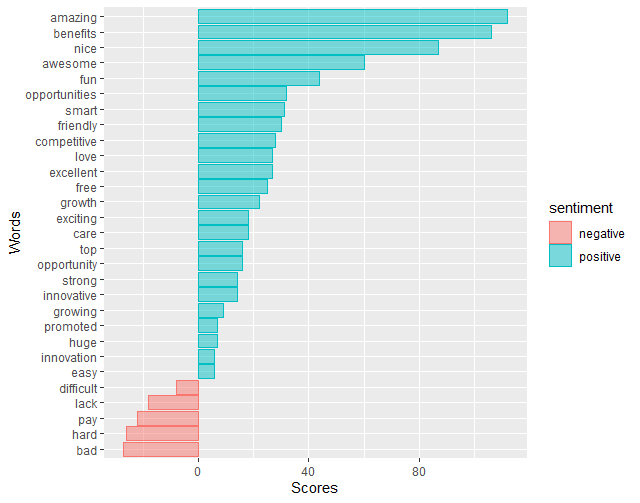 amazing
benefits
nice
awesome
fun
opportunities
smart
friendly
competitive
love
excellent
free
growth
exciting
care
top
opportunity
strong
innovative
growing
promoted
huge
innovation
easy
difficult
lack
pay
hard
bad
Words
0 40 80
Scores
sentiment
negative
positive